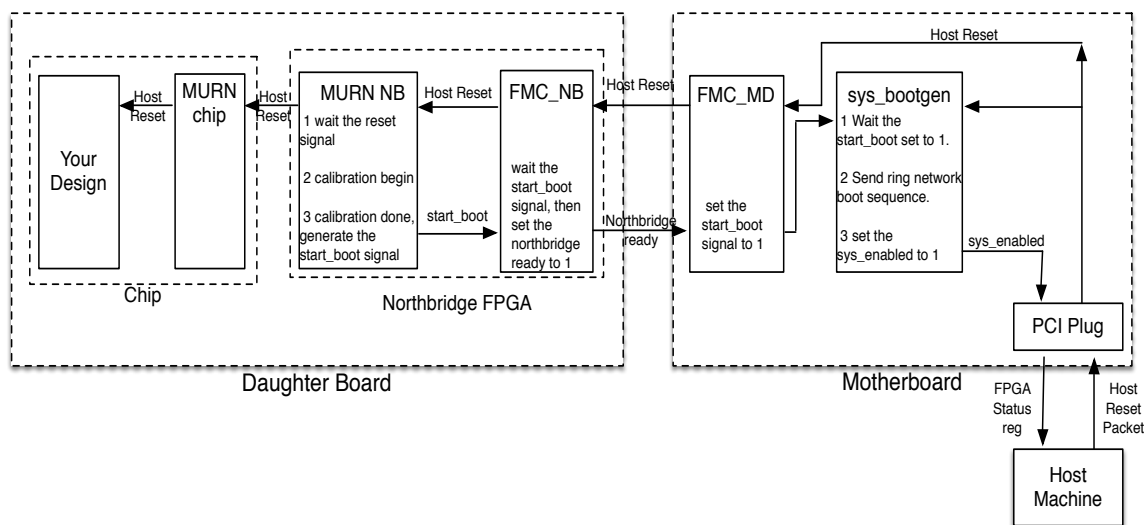 Host Reset
Your
Design
Host
Reset
MURN
chip
Host
Reset
MURN NB
1 wait the reset
signal
2 calibration begin
3 calibration done,
generate the
start_boot signal
Host Reset
start_boot
FMC_NB
wait the
start_boot
signal, then
set the
northbridge
ready to 1
Host Reset
Northbridge
ready
FMC_MD
set the
start_boot
signal to 1
sys_bootgen
1 Wait the
start_boot set to 1.
2 Send ring network
boot sequence.
3 set the
sys_enabled to 1
sys_enabled
Chip
Northbridge FPGA
PCI Plug
Daughter Board
Motherboard
FPGA
Status
reg
Host
Reset
Packet
Host
Machine